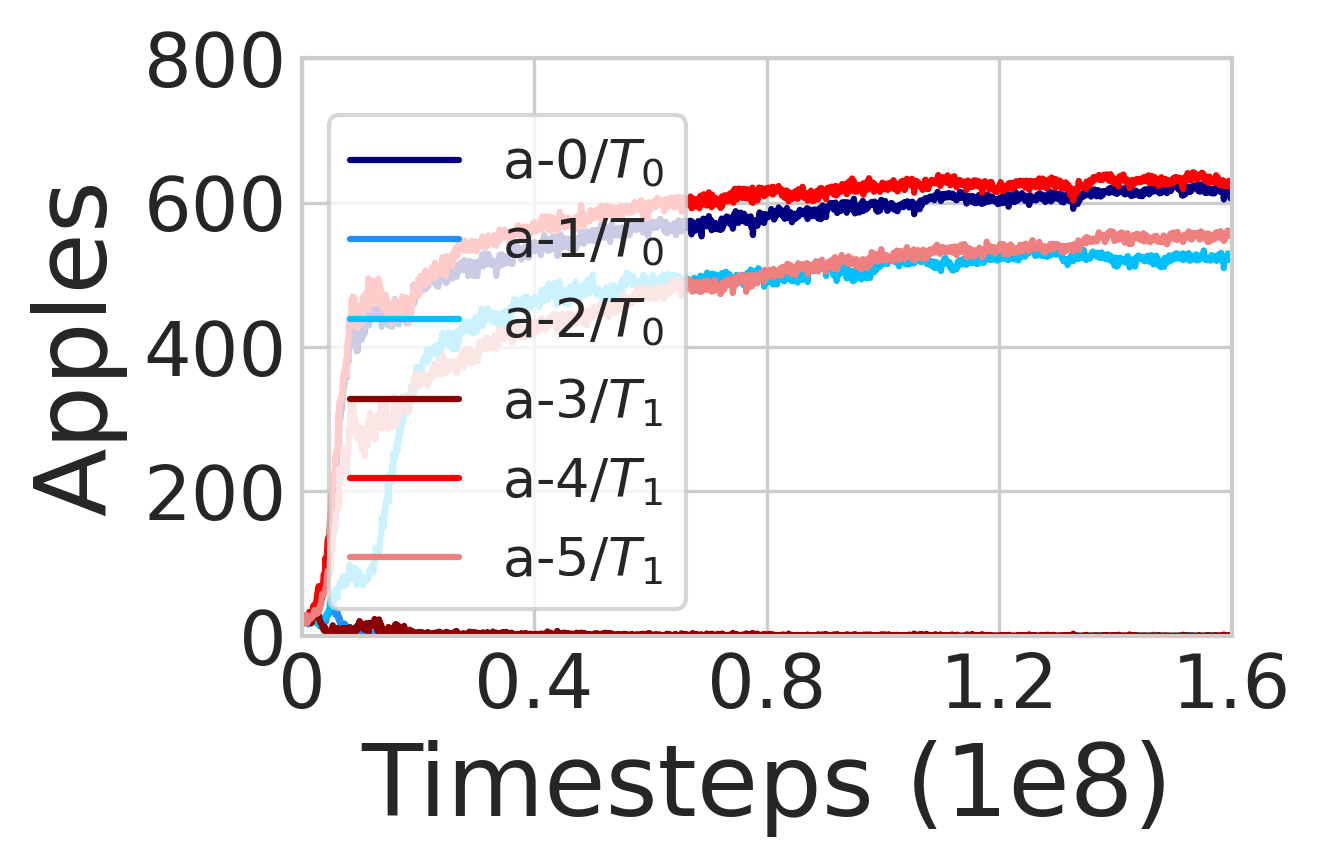 800
600
400
200
0
Apples
a-0/T₀
a-1/T₀
a-2/T₀
a-3/T₁
a-4/T₁
a-5/T₁
0 0.4 0.8 1.2 1.6
Timesteps (1e8)